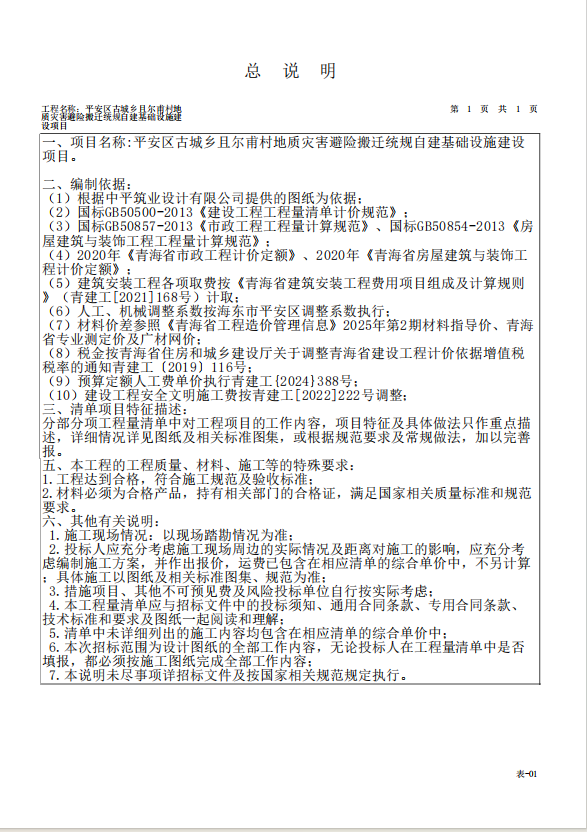 总 说 明
工程名称：平安区古城乡且尔甫村地
质灾害避险搬迁统规自建基础设施建
设项目
第 1 页 共 1 页
一、项目名称:平安区古城乡且尔甫村地质灾害避险搬迁统规自建基础设施建设
项目。
二、编制依据：
（1）根据中平筑业设计有限公司提供的图纸为依据；
（2）国标GB50500-2013《建设工程工程量清单计价规范》；
（3）国标GB50857-2013《市政工程工程量计算规范》、国标GB50854-2013《房
屋建筑与装饰工程工程量计算规范》；
（4）2020年《青海省市政工程计价定额》、2020年《青海省房屋建筑与装饰工
程计价定额》；
（5）建筑安装工程各项取费按《青海省建筑安装工程费用项目组成及计算规则
》（青建工[2021]168号）计取；
（6）人工、机械调整系数按海东市平安区调整系数执行；
（7）材料价差参照《青海省工程造价管理信息》2025年第2期材料指导价、青海
省专业测定价及广材网价；
（8）税金按青海省住房和城乡建设厅关于调整青海省建设工程计价依据增值税
税率的通知青建工〔2019〕116号；
（9）预算定额人工费单价执行青建工{2024}388号；
（10）建设工程安全文明施工费按青建工[2022]222号调整；
三、清单项目特征描述：
分部分项工程量清单中对工程项目的工作内容，项目特征及具体做法只作重点描
述，详细情况详见图纸及相关标准图集，或根据规范要求及常规做法，加以完善
报。
五、本工程的工程质量、材料、施工等的特殊要求：
1.工程达到合格，符合施工规范及验收标准；
2.材料必须为合格产品，持有相关部门的合格证，满足国家相关质量标准和规范
要求。
六、其他有关说明：
1.施工现场情况：以现场踏勘情况为准；
2.投标人应充分考虑施工现场周边的实际情况及距离对施工的影响，应充分考
虑编制施工方案，并作出报价，运费已包含在相应清单的综合单价中，不另计算
；具体施工以图纸及相关标准图集、规范为准；
3.措施项目、其他不可预见费及风险投标单位自行按实际考虑；
4.本工程量清单应与招标文件中的投标须知、通用合同条款、专用合同条款、
技术标准和要求及图纸一起阅读和理解；
5.清单中未详细列出的施工内容均包含在相应清单的综合单价中；
6.本次招标范围为设计图纸的全部工作内容，无论投标人在工程量清单中是否
填报，都必须按施工图纸完成全部工作内容；
7.本说明未尽事项详招标文件及按国家相关规范规定执行。
表-01